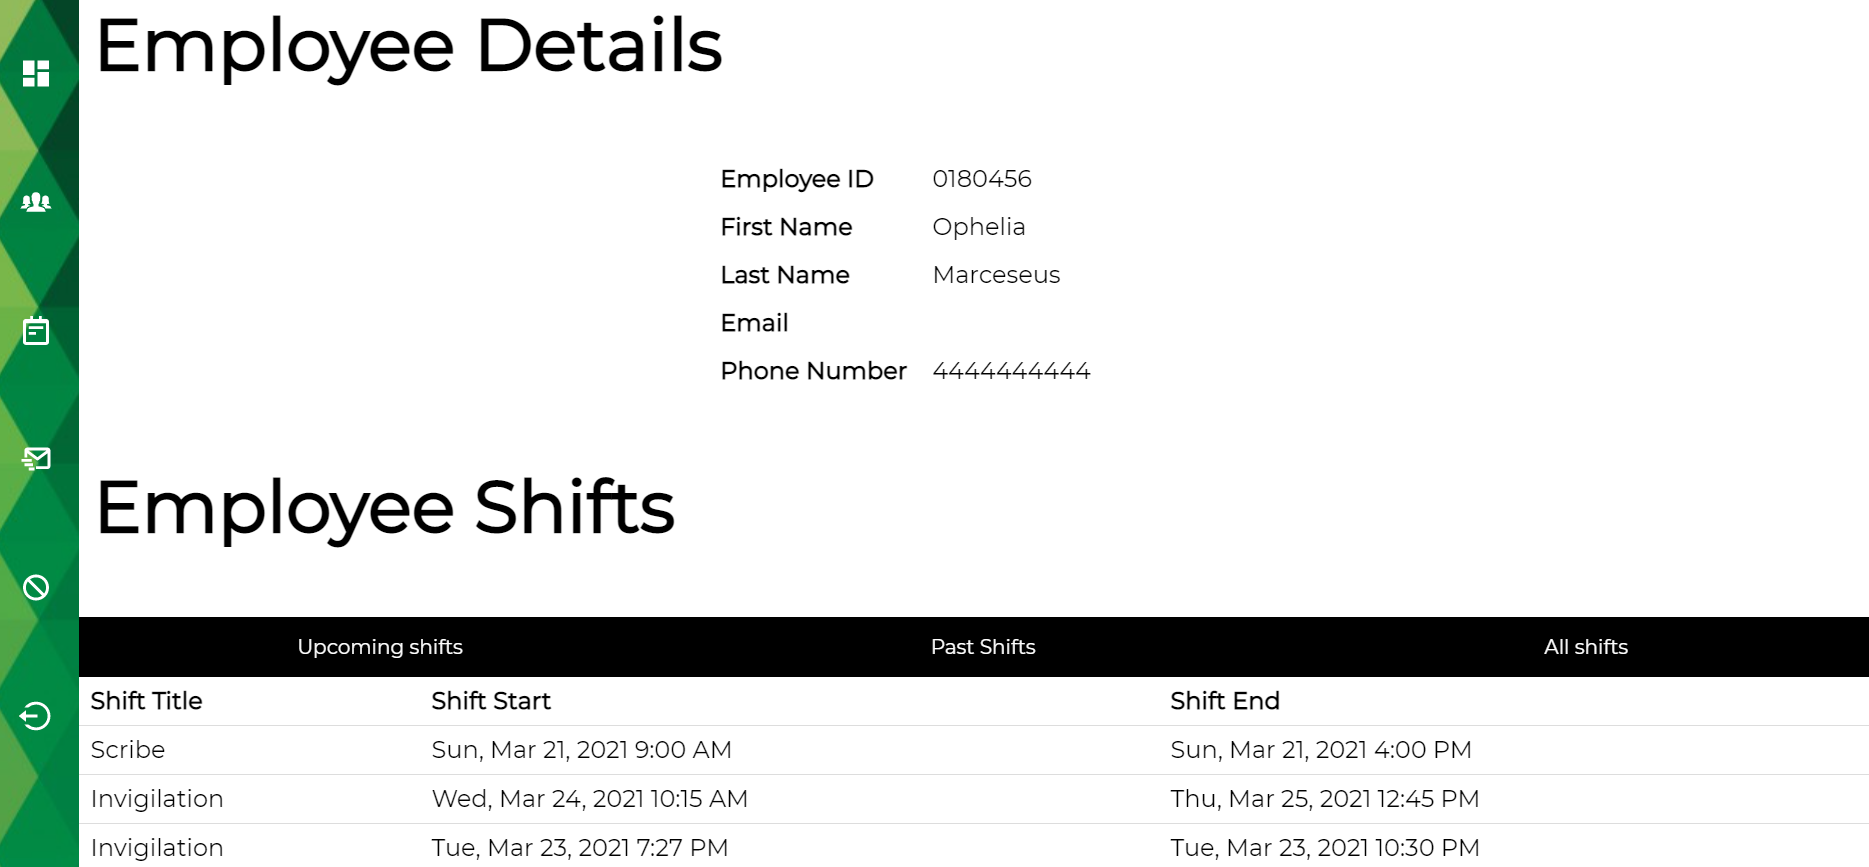 Employee Details
Employee ID 0180456
First Name Ophelia
Last Name Marceseus
Email
Phone Number 4444444444
Employee Shifts
Upcoming shifts Past Shifts All shifts
Shift Title Shift Start Shift End
Scribe Sun, Mar 21, 2021 9:00 AM Sun, Mar 21, 2021 4:00 PM
Invigilation Wed, Mar 24, 2021 10:15 AM Thu, Mar 25, 2021 12:45 PM
Invigilation Tue, Mar 23, 2021 7:27 PM Tue, Mar 23, 2021 10:30 PM